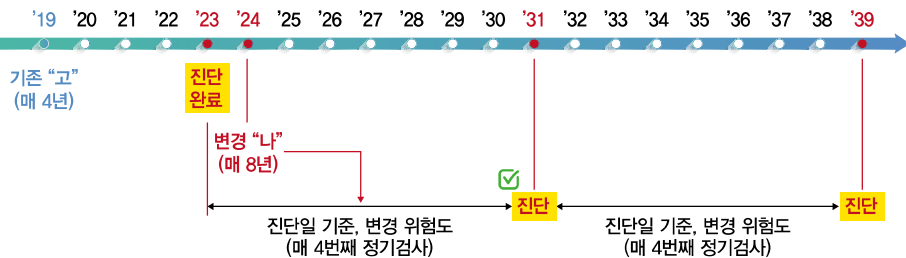 ’19 ’20 ’21 ’22 ’23 ’24 ’25 ’26 ’27 ’28 ’29 ’30 ’31 ’32 ’33 ’34 ’35 ’36 ’37 ’38 ’39
기존 “고”
(매 4년)
진단
완료
변경 “나”
(매 8년)
진단
진단
진단일 기준, 변경 위험도
(매 4번째 정기검사)
진단일 기준, 변경 위험도
(매 4번째 정기검사)